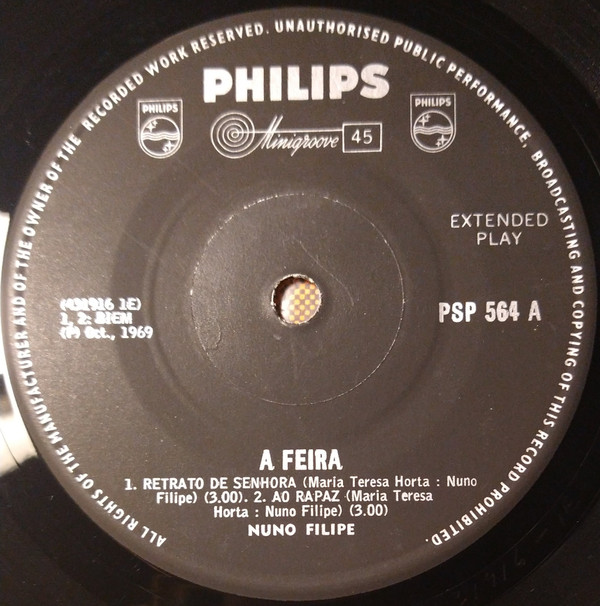 ALL RIGHTS OF THE MANUFACTURER AND OF THE OWNER OF THE RECORDED WORK RESERVED. UNAUTHORISED PUBLIC PERFORMANCE, BROADCASTING AND COPYING OF THIS RECORD PROHIBITED.
PHILIPS
PHILIPS
PHILIPS
Minigroove 45
EXTENDED
PLAY
1, 2: BIEM
(P) Oct., 1969
PSP 564 A
A FEIRA
1. RETRATO DE SENHORA (Maria Teresa Horta : Nuno
Filipe) (3.00). 2. AO RAPAZ (Maria Teresa
Horta : Nuno Filipe) (3.00)
NUNO FILIPE